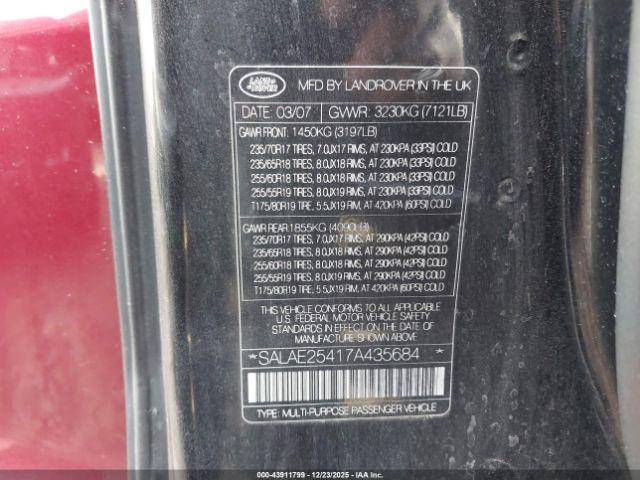 LAND ROVER
MFD BY LANDROVER IN THE UK
DATE 03/07 GVWR: 3230KG (7121LB)
GAWR FRONT: 1450KG (3197LB)
235/70R17 TIRES, 7.0JX17 RIMS, AT 230KPA (33PSI) COLD
235/65R18 TIRES, 8.0JX18 RIMS, AT 230KPA (33PSI) COLD
255/60R18 TIRES, 8.0JX18 RIMS, AT 230KPA (33PSI) COLD
255/55R19 TIRES, 8.0JX19 RIMS, AT 230KPA (33PSI) COLD
T175/80R19 TIRE, 5.5JX19 RIM, AT 420KPA (60PSI) COLD
GAWR REAR 1855KG (4090LB)
235/70R17 TIRES, 7.0JX17 RIMS, AT 290KPA (42PSI) COLD
235/65R18 TIRES, 8.0JX18 RIMS, AT 290KPA (42PSI) COLD
255/60R18 TIRES, 8.0JX18 RIMS, AT 290KPA (42PSI) COLD
255/55R19 TIRES, 8.0JX19 RIMS, AT 290KPA (42PSI) COLD
T175/80R19 TIRE, 5.5JX19 RIM, AT 420KPA (60PSI) COLD
THIS VEHICLE CONFORMS TO ALL APPLICABLE
U.S. FEDERAL MOTOR VEHICLE SAFETY
STANDARDS IN EFFECT ON THE DATE OF
MANUFACTURE SHOWN ABOVE
*SALAE25417A435684 *
TYPE: MULTI-PURPOSE PASSENGER VEHICLE
000-43911799 - 12/23/2025 - IAAI.COM